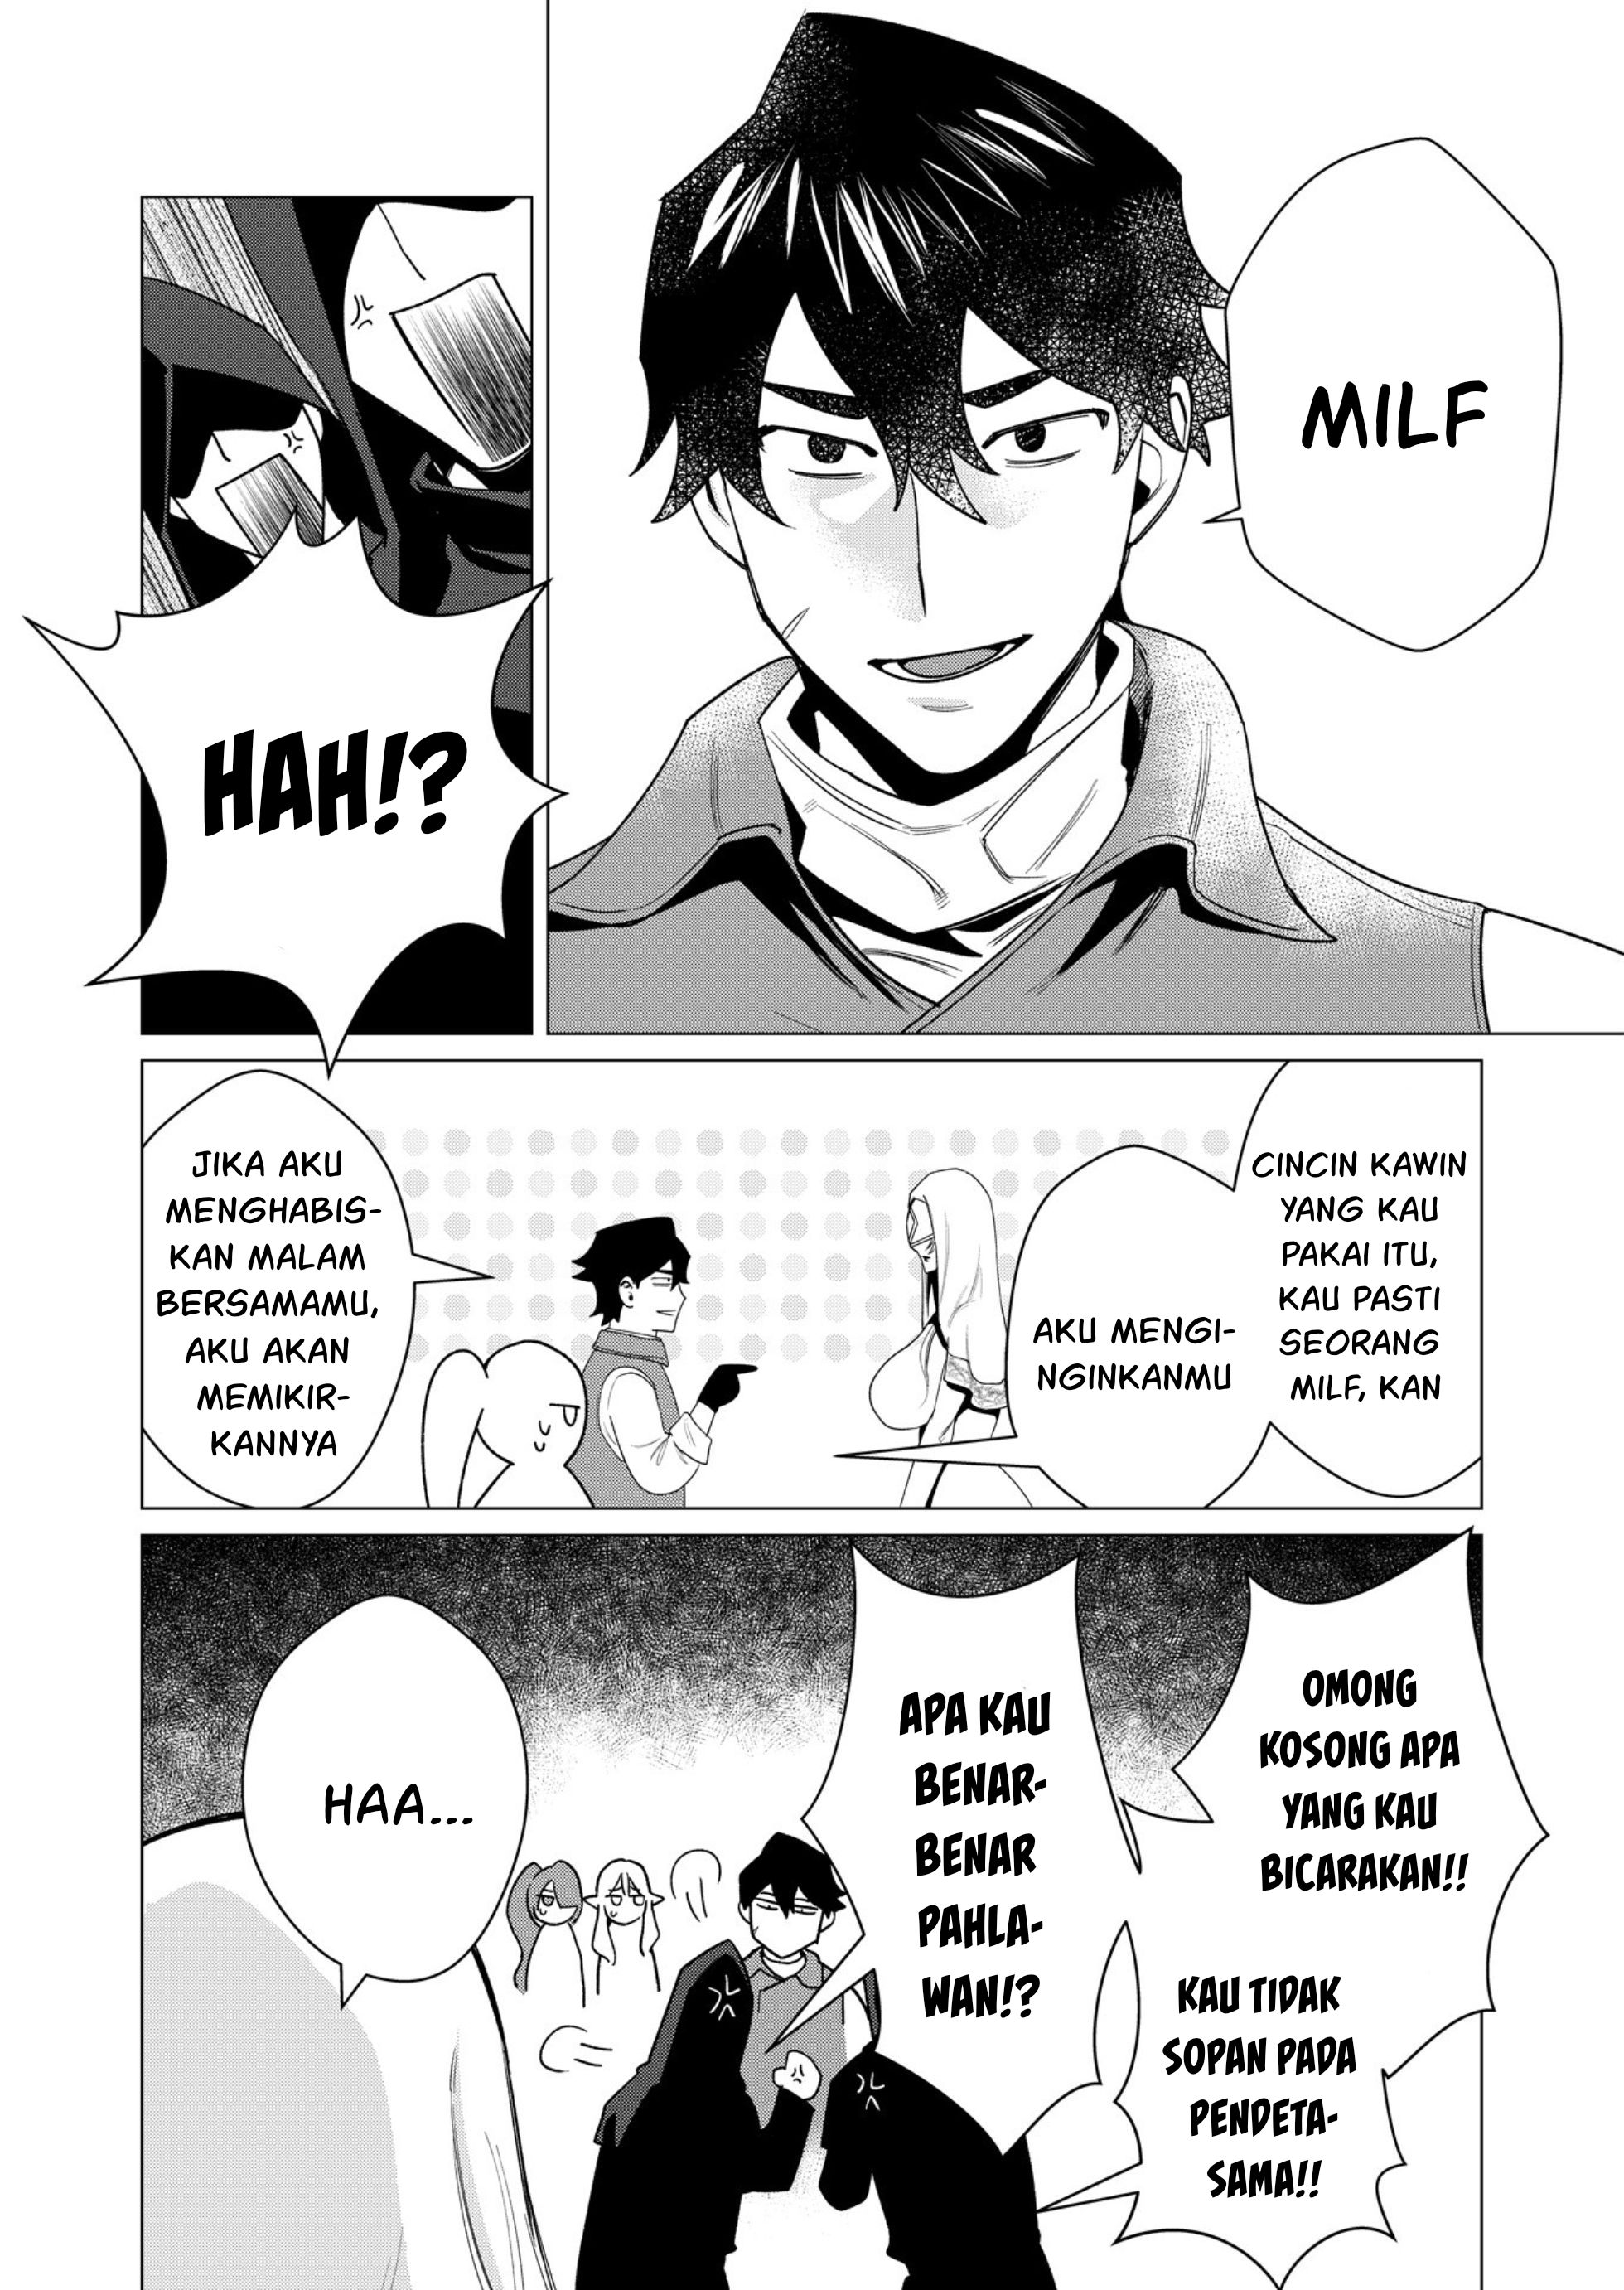 MILF
HAH!?
CINCIN KAWIN
YANG KAU
PAKAI ITU,
KAU PASTI
SEORANG
MILF, KAN
AKU MENGI-
NGINKANMU
JIKA AKU
MENGHABIS-
KAN MALAM
BERSAMAMU,
AKU AKAN
MEMIKIR-
KANNYA
OMONG
KOSONG APA
YANG KAU
BICARAKAN!!
KAU TIDAK
SOPAN PADA
PENDETA-
SAMA!!
APA KAU
BENAR-
BENAR
PAHLA-
WAN!?
HAA...